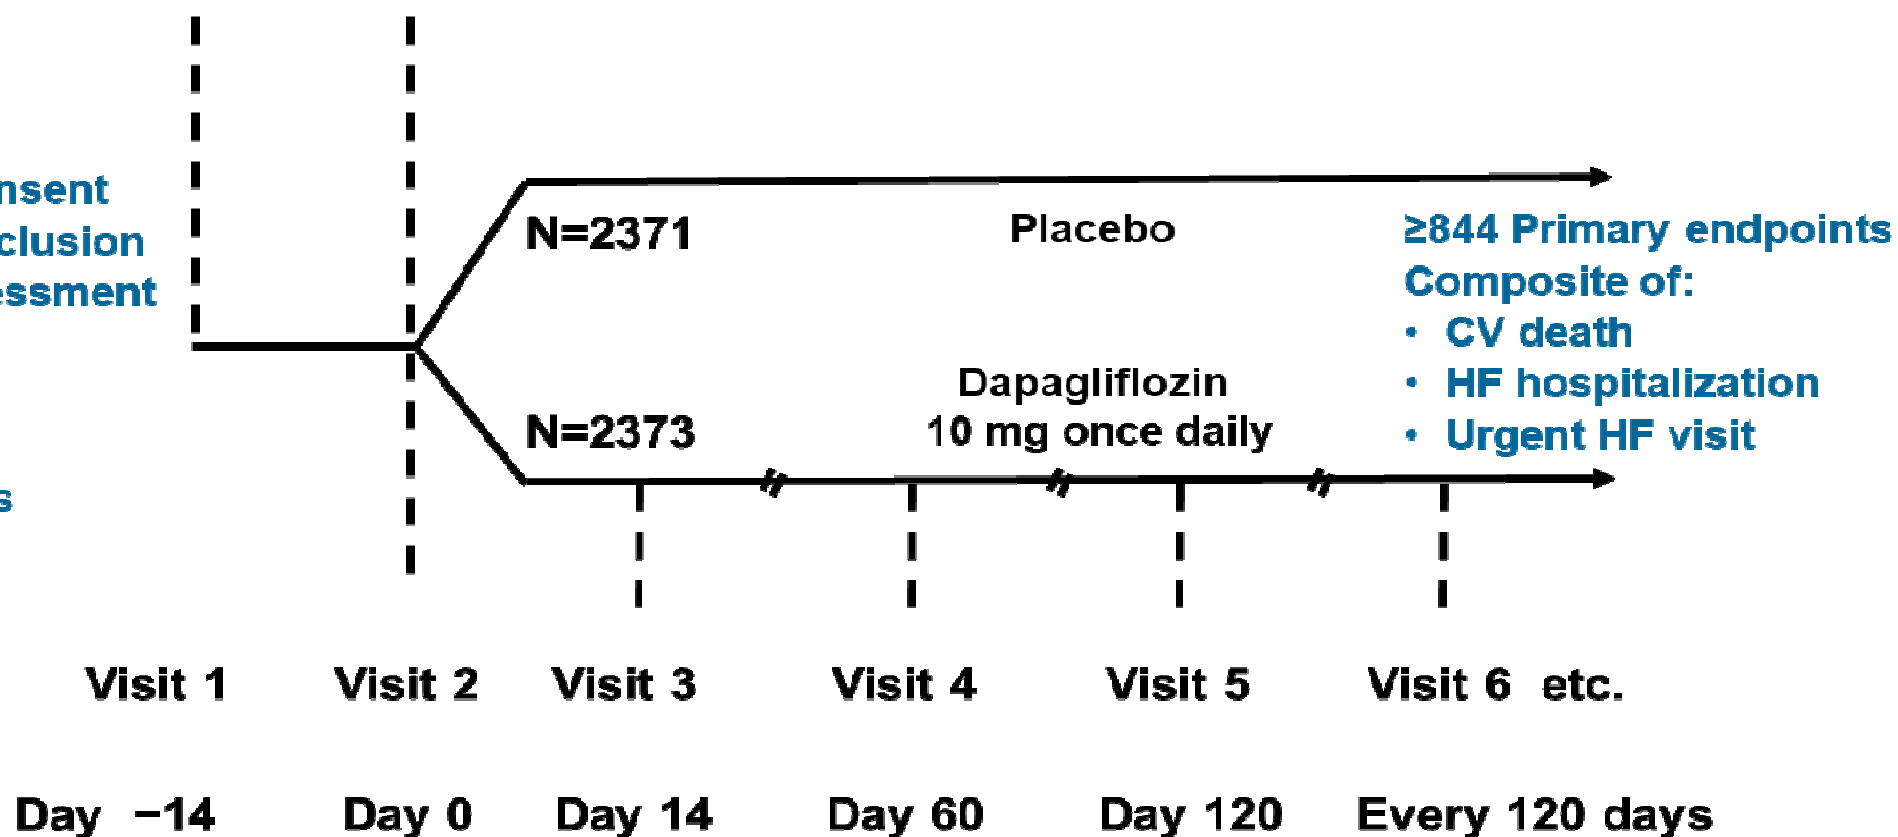 nsent
clusion
essment
s
N=2371
Placebo
N=2373
Dapagliflozin
10 mg once daily
≥844 Primary endpoints
Composite of:
• CV death
• HF hospitalization
• Urgent HF visit
Visit 1 Visit 2 Visit 3 Visit 4 Visit 5 Visit 6 etc.
Day −14 Day 0 Day 14 Day 60 Day 120 Every 120 days